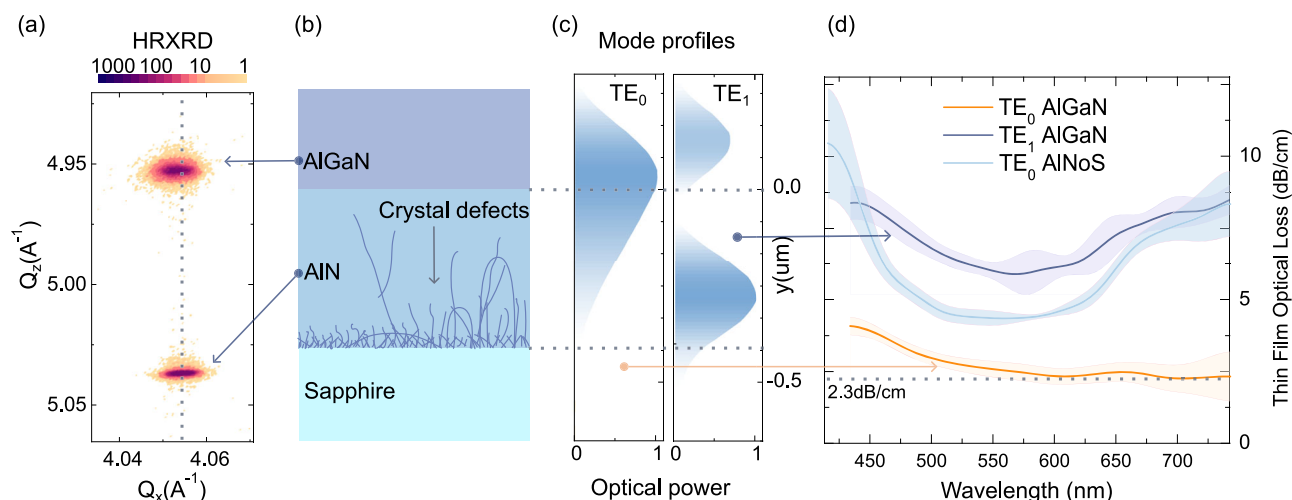 (a)
HRXRD
1000 100 10 1
4.95
5.00
5.05
Q_z(A⁻¹)
4.04 4.06
Q_x(A⁻¹)
(b)
AlGaN
Crystal defects
AlN
Sapphire
(c)
Mode profiles
TE₀
TE₁
0.0
-0.5
y(um)
0 1
0 1
Optical power
(d)
TE₀ AlGaN
TE₁ AlGaN
TE₀ AlNoS
2.3dB/cm
10
5
0
Thin Film Optical Loss (dB/cm)
450 500 550 600 650 700
Wavelength (nm)